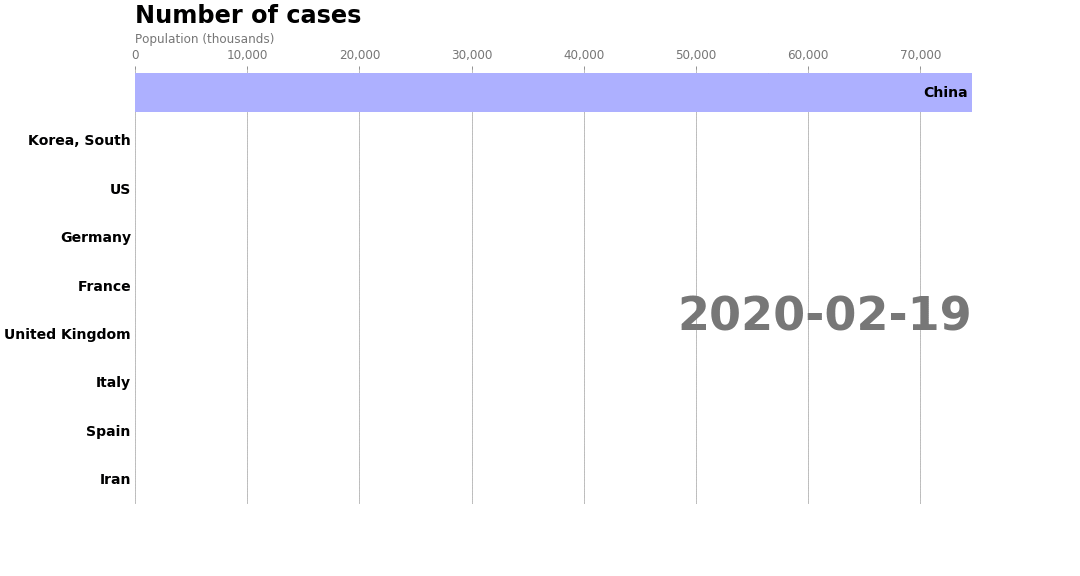 Number of cases
Population (thousands)
0 10,000 20,000 30,000 40,000 50,000 60,000 70,000
China
Korea, South
US
Germany
France
2020-02-19
United Kingdom
Italy
Spain
Iran